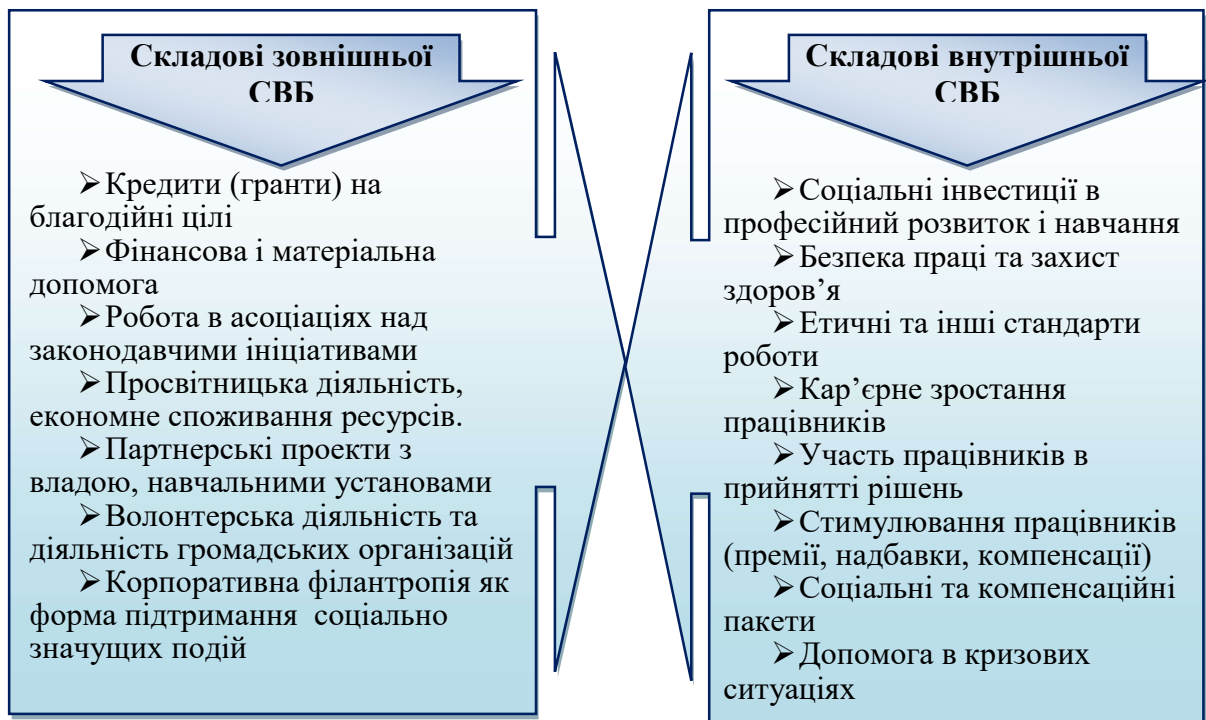 Складові зовнішньої
СВБ
➢Кредити (гранти) на
благодійні цілі
➢Фінансова і матеріальна
допомога
➢Робота в асоціаціях над
законодавчими ініціативами
➢Просвітницька діяльність,
економне споживання ресурсів.
➢Партнерські проекти з
владою, навчальними установами
➢Волонтерська діяльність та
діяльність громадських організацій
➢Корпоративна філантропія як
форма підтримання соціально
значущих подій
Складові внутрішньої
СВБ
➢Соціальні інвестиції в
професійний розвиток і навчання
➢Безпека праці та захист
здоров’я
➢Етичні та інші стандарти
роботи
➢Кар’єрне зростання
працівників
➢Участь працівників в
прийнятті рішень
➢Стимулювання працівників
(премії, надбавки, компенсації)
➢Соціальні та компенсаційні
пакети
➢Допомога в кризових
ситуаціях